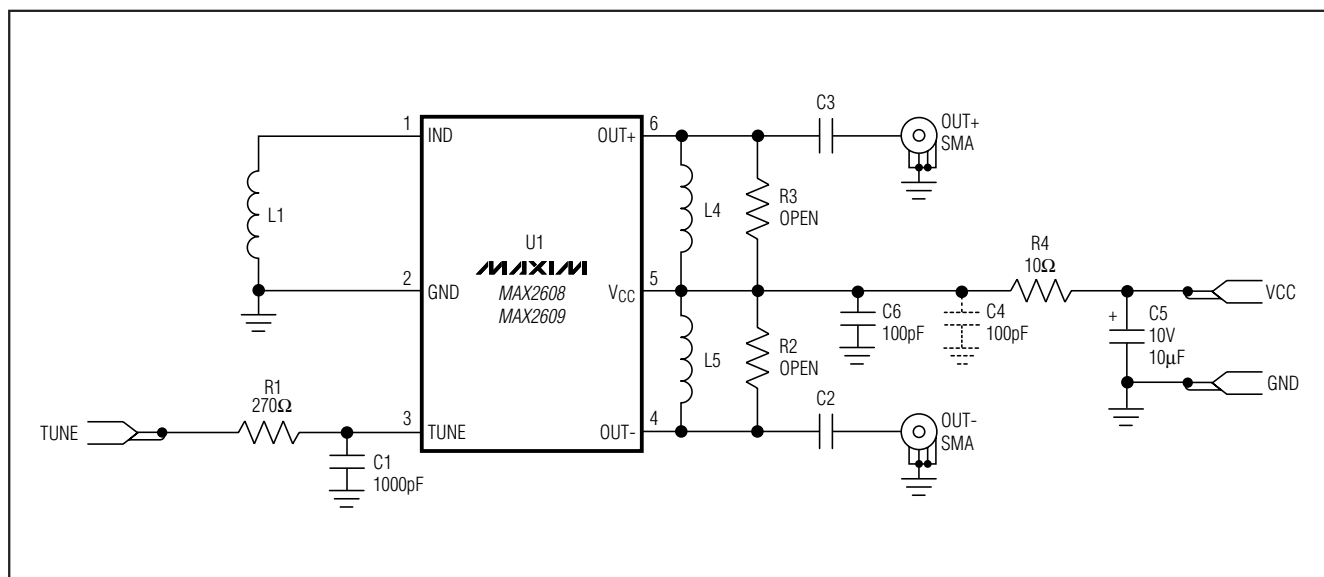 1
IND
L1
2
GND
R1
270Ω
TUNE
3
TUNE
C1
1000pF
U1
MAXIM
MAX2608
MAX2609
OUT+
6
VCC
5
OUT-
4
L4
L5
R3
OPEN
R2
OPEN
C3
OUT+
SMA
C2
OUT-
SMA
C6
100pF
C4
100pF
R4
10Ω
+
C5
10V
10µF
VCC
GND